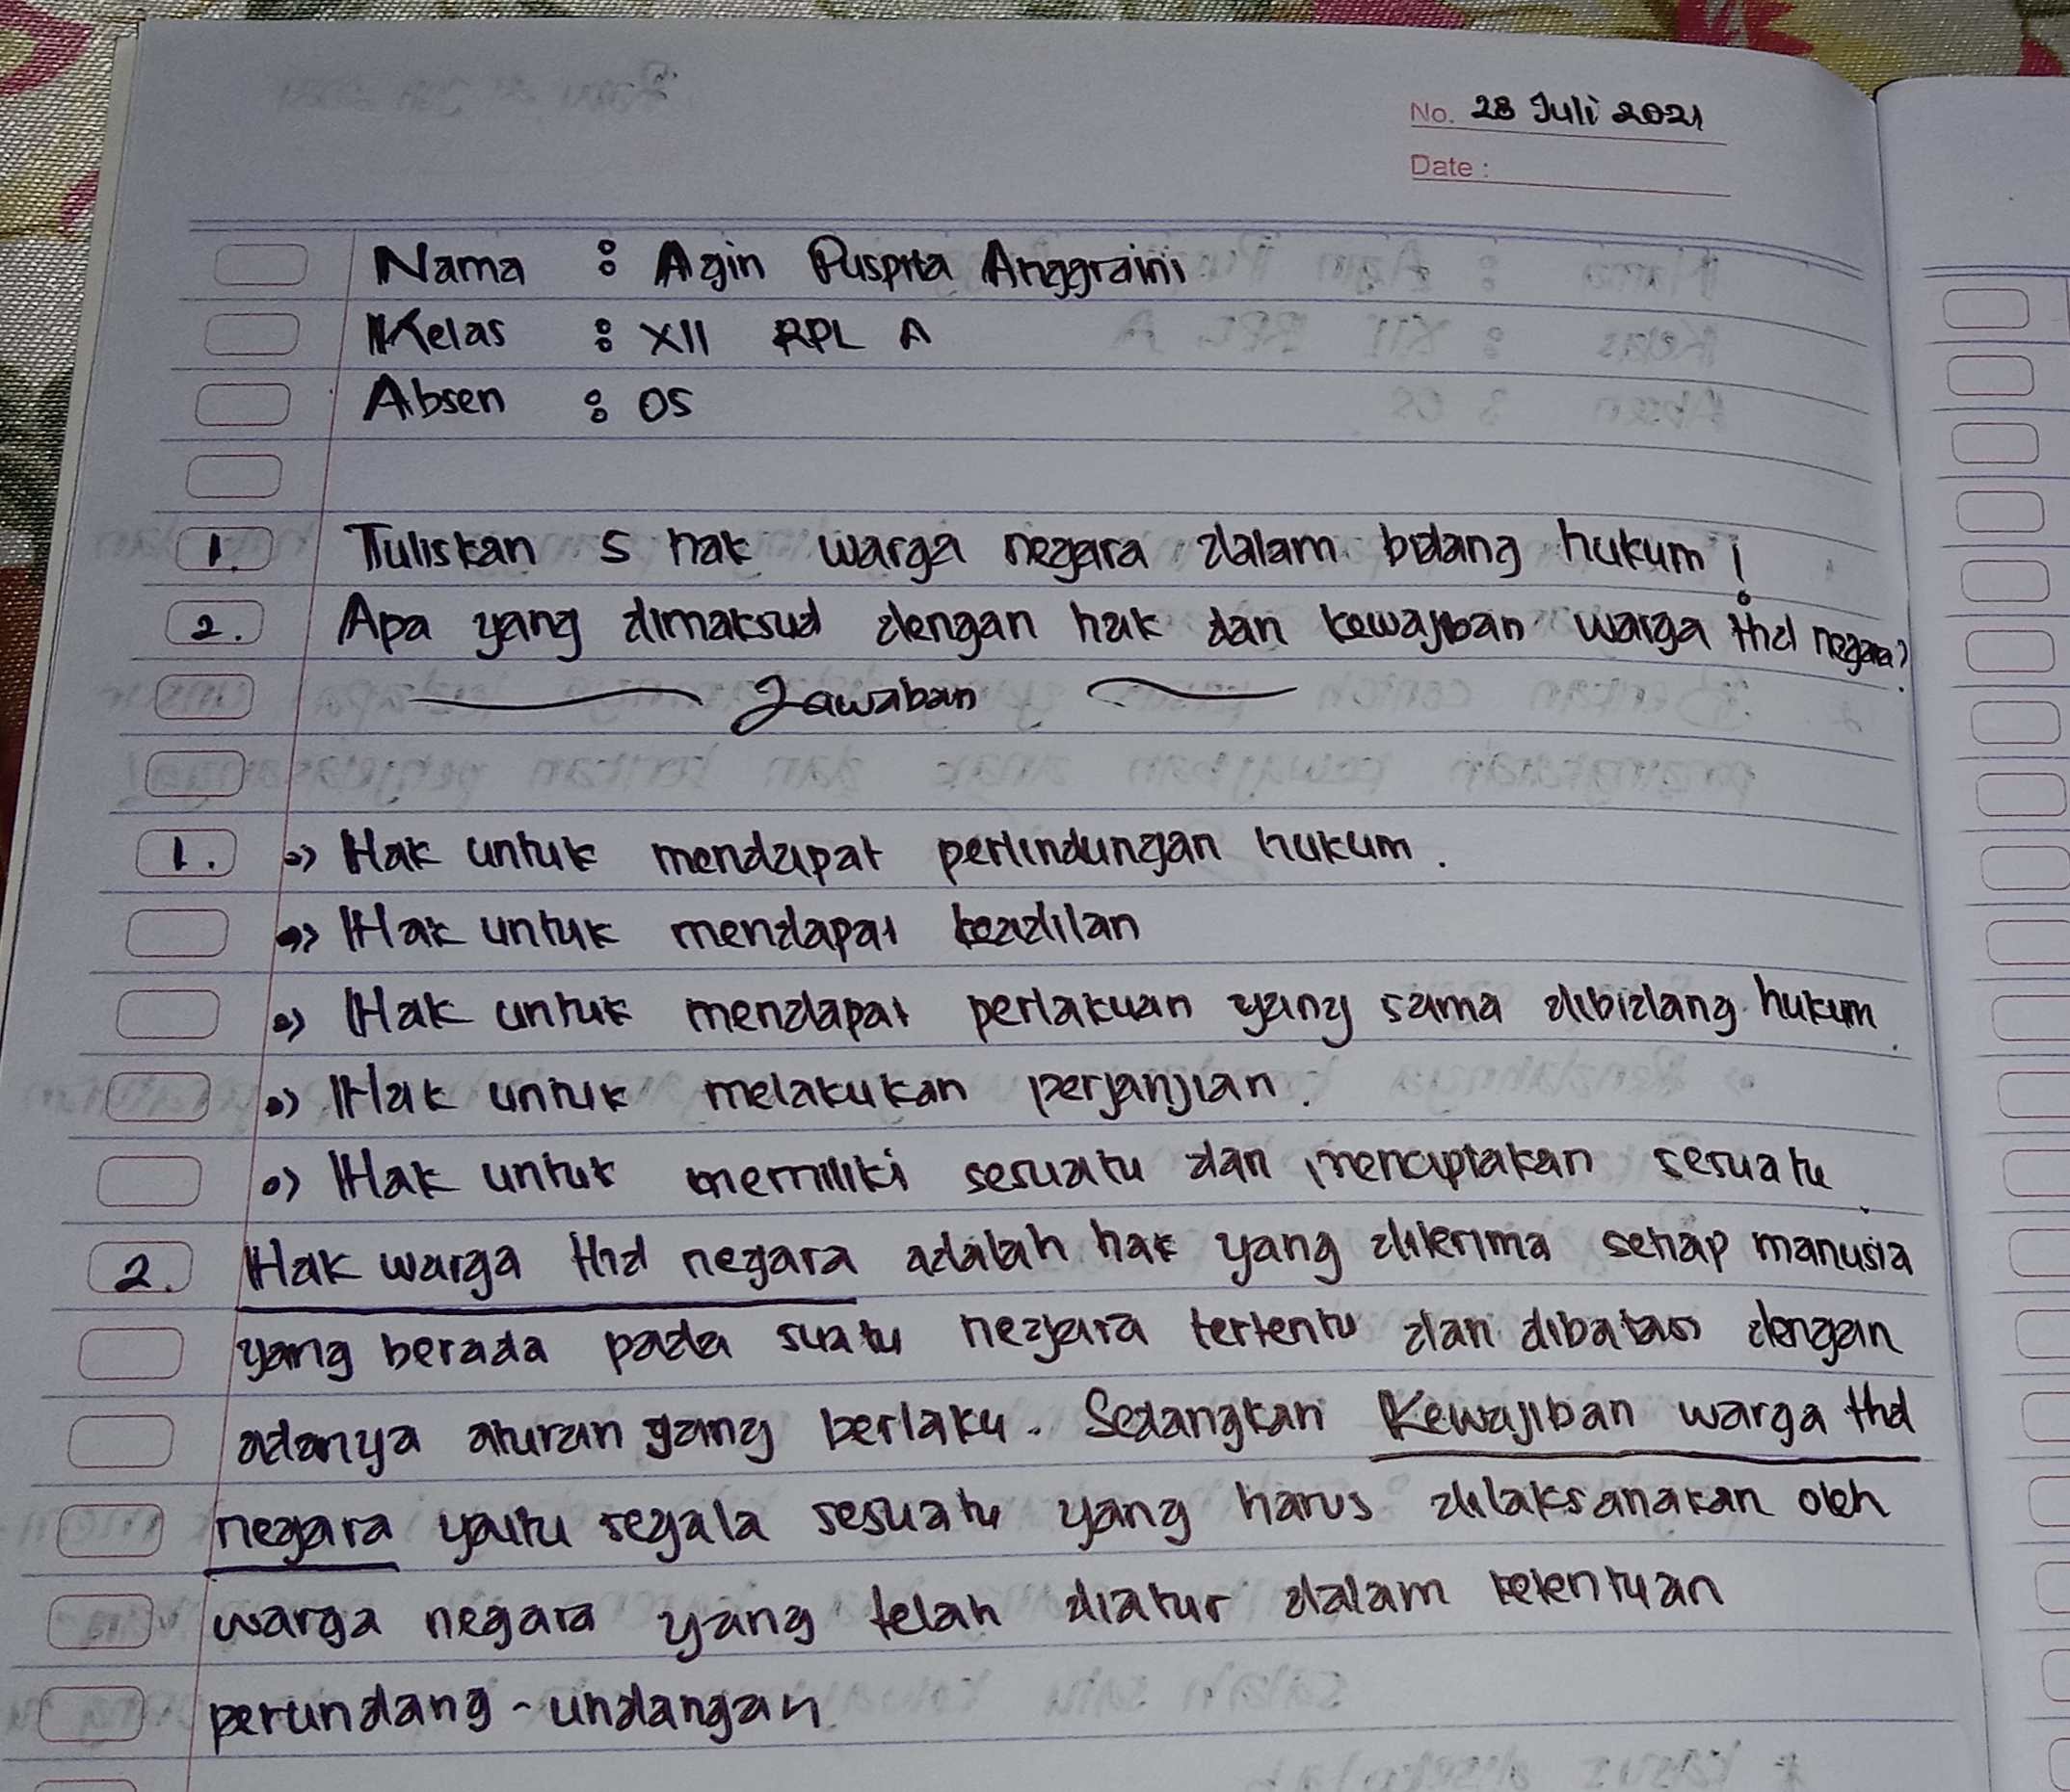 No. 28 Juli 2021
Date :
Nama : Agin Puspita Anggraini
Kelas : XII RPL A
Absen : 05
1. Tuliskan 5 hak warga negara dalam bidang hukum !
2. Apa yang dimaksud dengan hak dan kewajiban warga thd negara?
Jawaban
1. => Hak untuk mendapat perlindungan hukum.
=> Hak untuk mendapat keadilan
=> Hak untuk mendapat perlakuan yang sama dibidang hukum.
=> Hak untuk melakukan perjanjian.
=> Hak untuk memiliki sesuatu dan menciptakan sesuatu.
2. Hak warga thd negara adalah hak yang diterima setiap manusia
yang berada pada suatu negara tertentu dan dibatasi dengan
adanya aturan yang berlaku. Sedangkan Kewajiban warga thd
negara yaitu segala sesuatu yang harus dilaksanakan oleh
warga negara yang telah diatur dalam ketentuan
perundang-undangan